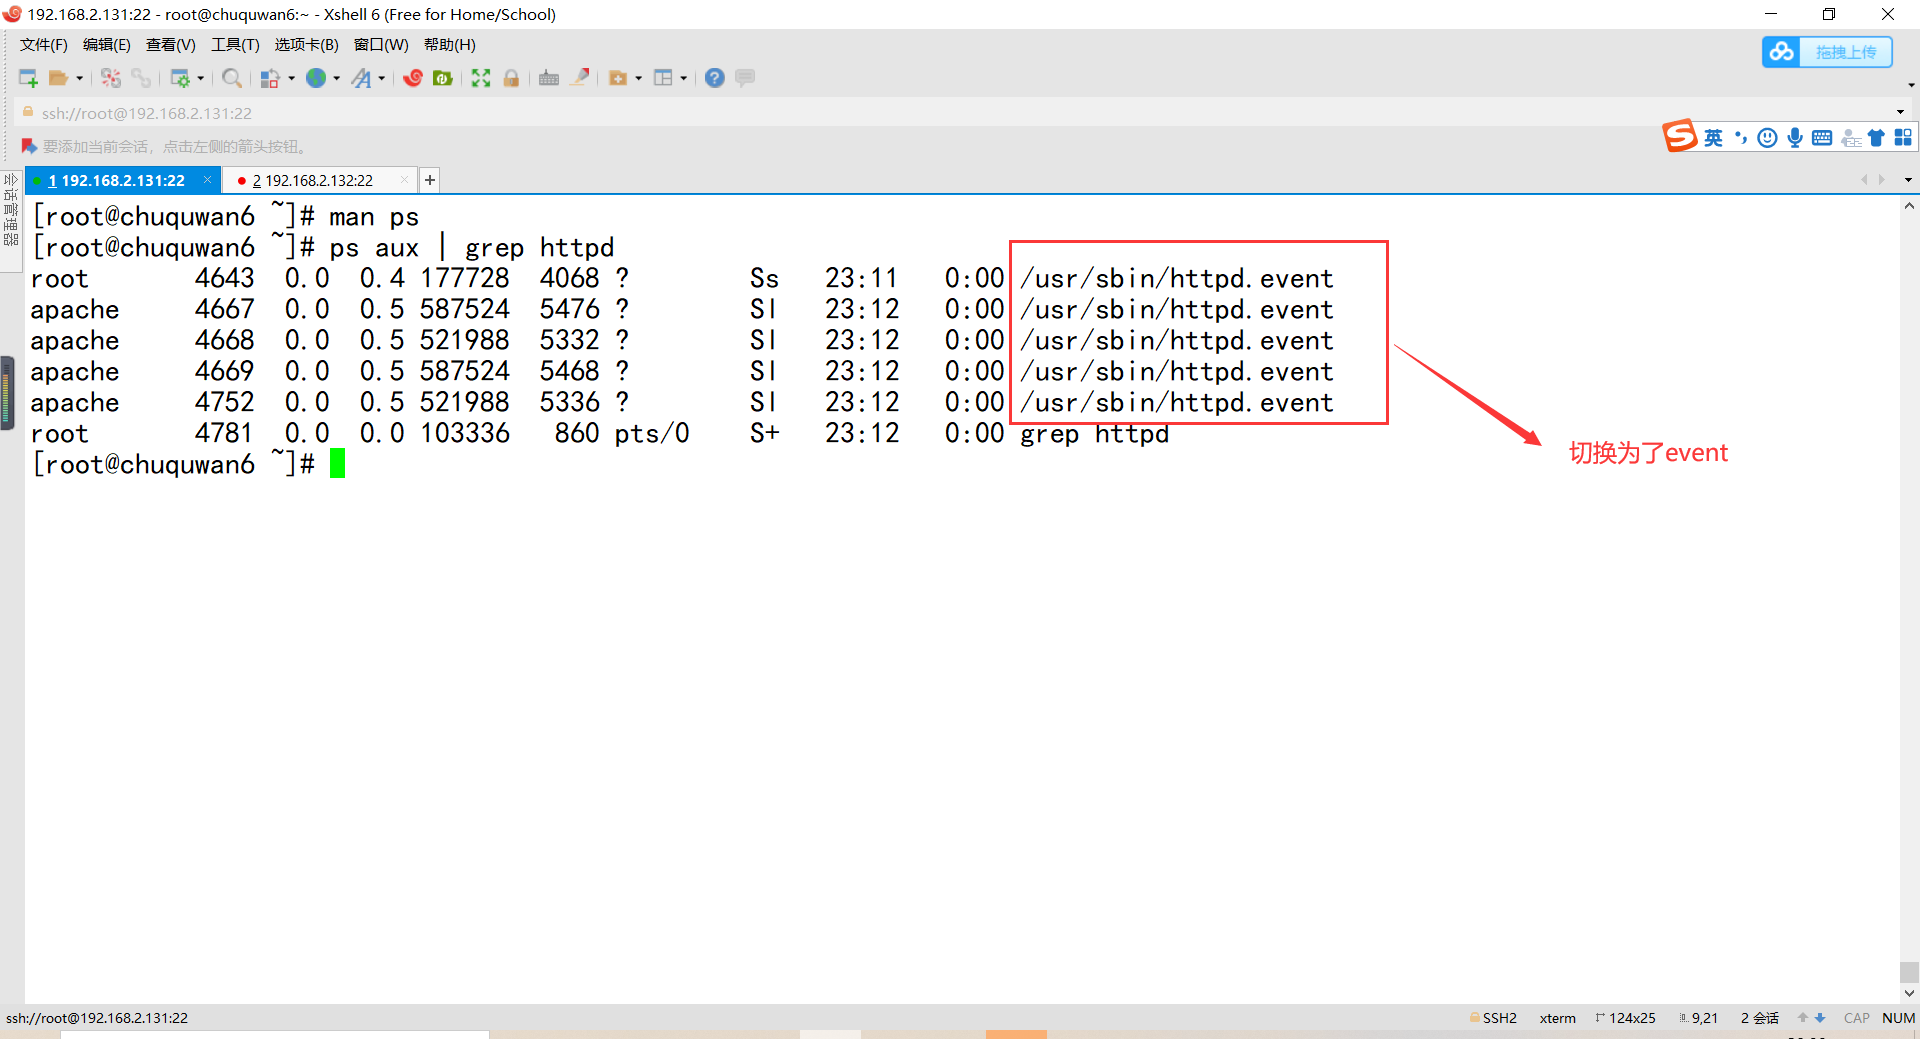 192.168.2.131:22 - root@chuquwan6:~ - Xshell 6 (Free for Home/School)
文件(F) 编辑(E) 查看(V) 工具(T) 选项卡(B) 窗口(W) 帮助(H)
拖拽上传
ssh://root@192.168.2.131:22
要添加当前会话，点击左侧的箭头按钮。
英
会话管理器
1 192.168.2.131:22 × 2 192.168.2.132:22 × +
[root@chuquwan6 ~]# man ps
[root@chuquwan6 ~]# ps aux | grep httpd
root 4643 0.0 0.4 177728 4068 ? Ss 23:11 0:00 /usr/sbin/httpd.event
apache 4667 0.0 0.5 587524 5476 ? Sl 23:12 0:00 /usr/sbin/httpd.event
apache 4668 0.0 0.5 521988 5332 ? Sl 23:12 0:00 /usr/sbin/httpd.event
apache 4669 0.0 0.5 587524 5468 ? Sl 23:12 0:00 /usr/sbin/httpd.event
apache 4752 0.0 0.5 521988 5336 ? Sl 23:12 0:00 /usr/sbin/httpd.event
root 4781 0.0 0.0 103336 860 pts/0 S+ 23:12 0:00 grep httpd
[root@chuquwan6 ~]#
切换为了event
ssh://root@192.168.2.131:22 SSH2 xterm 124x25 9,21 2 会话 CAP NUM